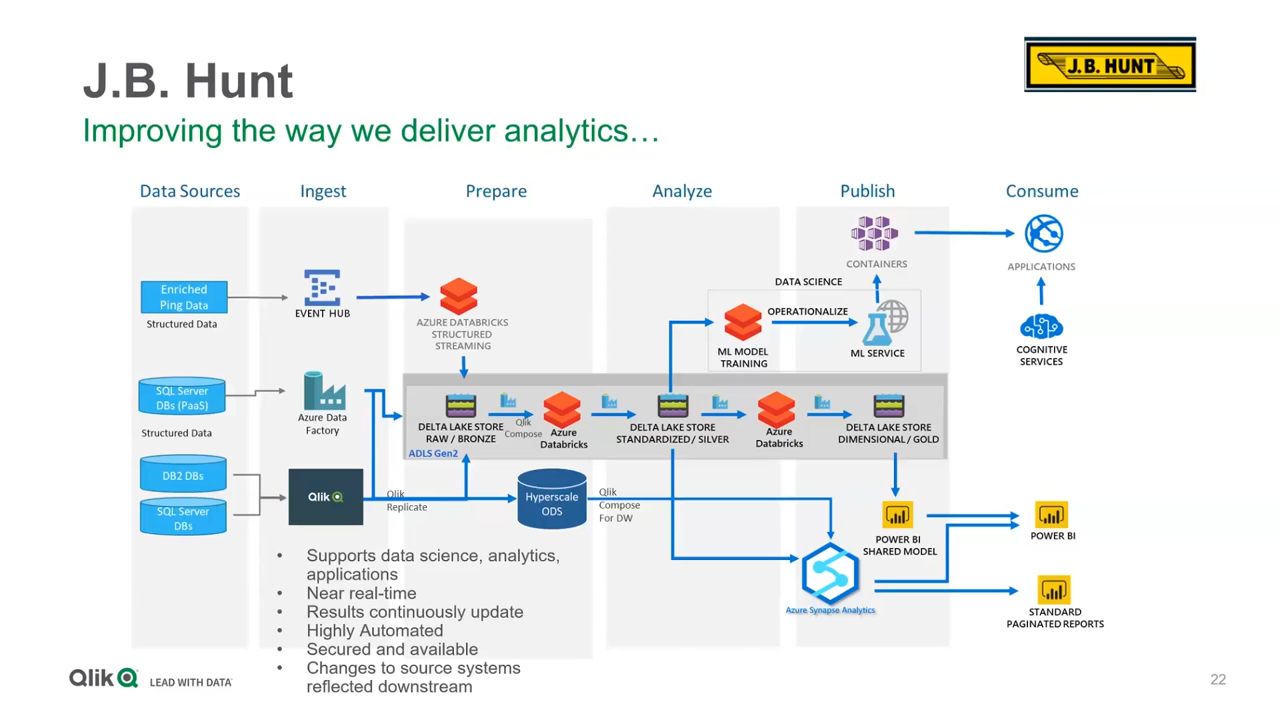 J.B. Hunt
J.B. HUNT
Improving the way we deliver analytics…
Data Sources
Ingest
Prepare
Analyze
Publish
Consume
Enriched
Ping Data
Structured Data
SQL Server
DBs (PaaS)
Structured Data
DB2 DBs
SQL Server
DBs
EVENT HUB
Azure Data
Factory
Qlik
Qlik
Replicate
AZURE DATABRICKS
STRUCTURED
STREAMING
DELTA LAKE STORE
RAW / BRONZE
ADLS Gen2
Qlik
Compose
Azure
Databricks
Hyperscale
ODS
Qlik
Compose
For DW
DELTA LAKE STORE
STANDARDIZED / SILVER
Azure
Databricks
DELTA LAKE STORE
DIMENSIONAL / GOLD
DATA SCIENCE
ML MODEL
TRAINING
OPERATIONALIZE
ML SERVICE
CONTAINERS
APPLICATIONS
COGNITIVE
SERVICES
POWER BI
SHARED MODEL
Azure Synapse Analytics
POWER BI
STANDARD
PAGINATED REPORTS
• Supports data science, analytics,
applications
• Near real-time
• Results continuously update
• Highly Automated
• Secured and available
• Changes to source systems
reflected downstream
Qlik
LEAD WITH DATA
22